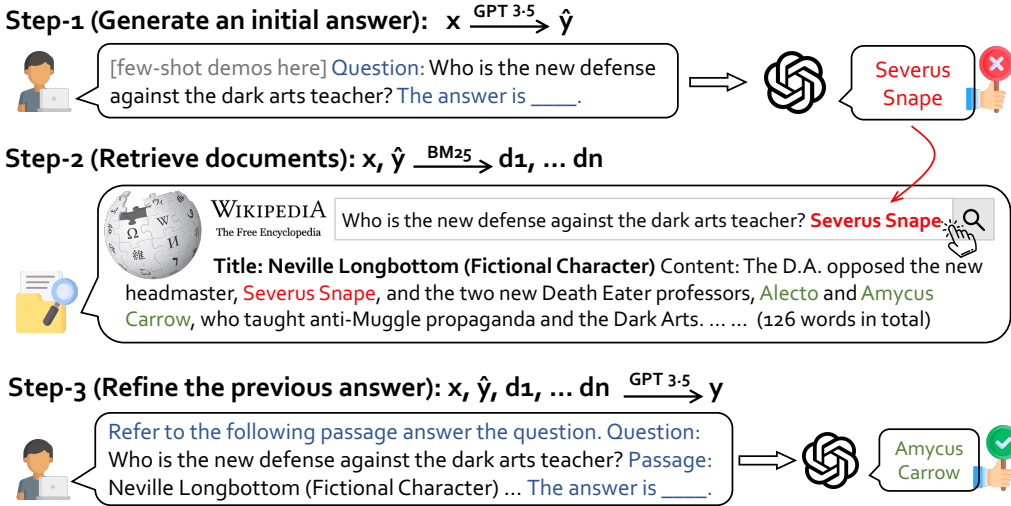 Step-1 (Generate an initial answer): x GPT 3.5 ŷ
[few-shot demos here] Question: Who is the new defense
against the dark arts teacher? The answer is ____.
Severus
Snape
Step-2 (Retrieve documents): x, ŷ BM25 d1, ... dn
WIKIPEDIA
The Free Encyclopedia
Who is the new defense against the dark arts teacher? Severus Snape
Title: Neville Longbottom (Fictional Character) Content: The D.A. opposed the new
headmaster, Severus Snape, and the two new Death Eater professors, Alecto and Amycus
Carrow, who taught anti-Muggle propaganda and the Dark Arts. ... ... (126 words in total)
Step-3 (Refine the previous answer): x, ŷ, d1, ... dn GPT 3.5 y
Refer to the following passage answer the question. Question:
Who is the new defense against the dark arts teacher? Passage:
Neville Longbottom (Fictional Character) ... The answer is ____.
Amycus
Carrow